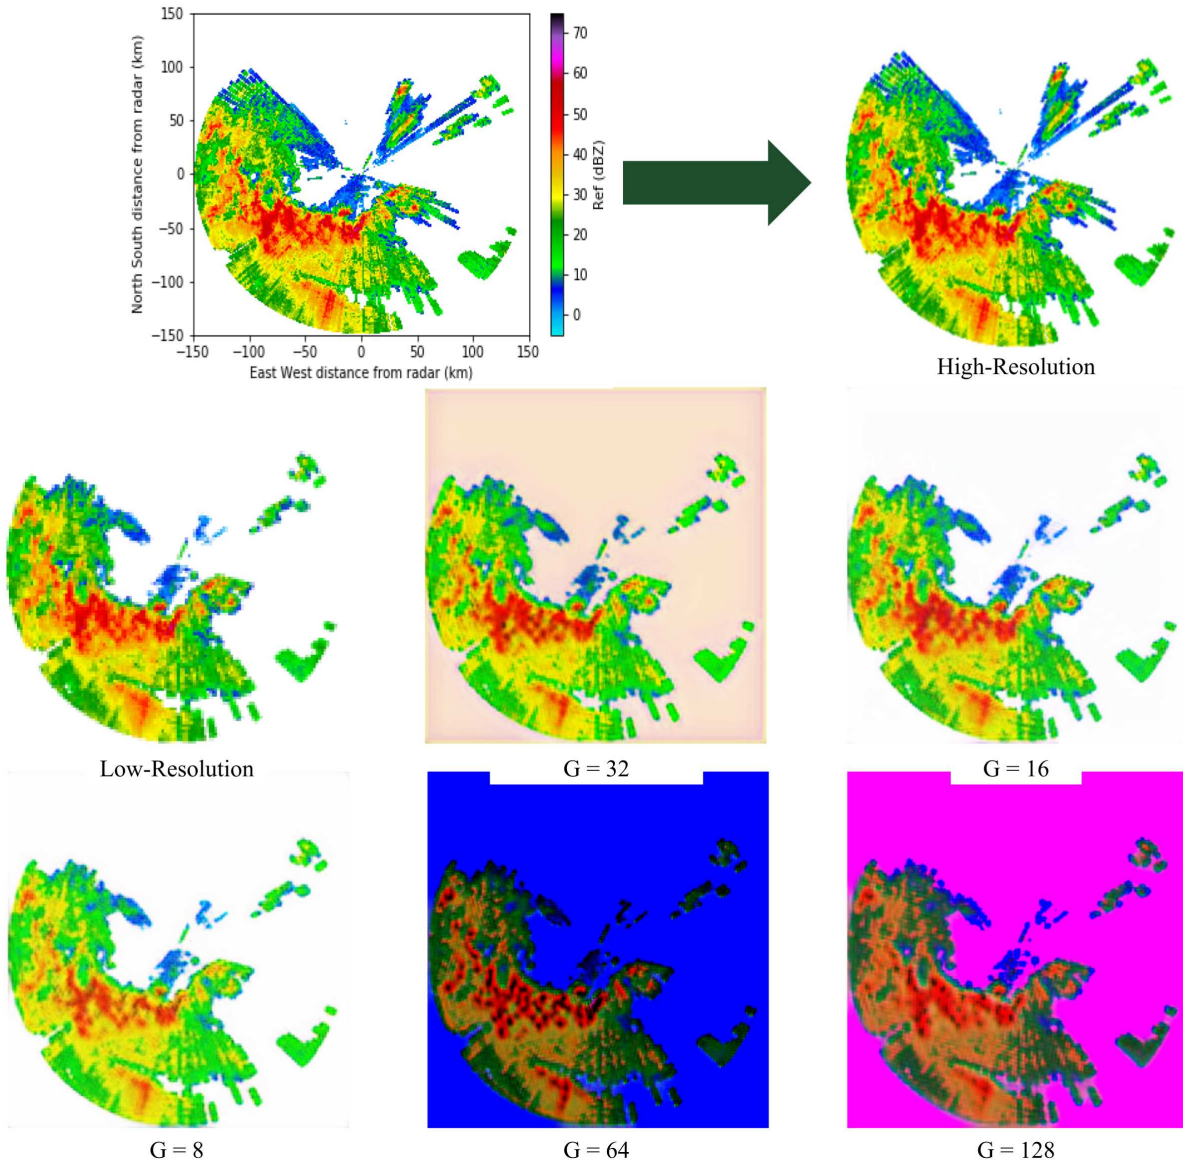 150
100
50
0
−50
−100
−150
North South distance from radar (km)
−150 −100 −50 0 50 100 150
East West distance from radar (km)
70
60
50
40
30
20
10
0
Ref (dBZ)
High-Resolution
Low-Resolution
G = 32
G = 16
G = 8
G = 64
G = 128